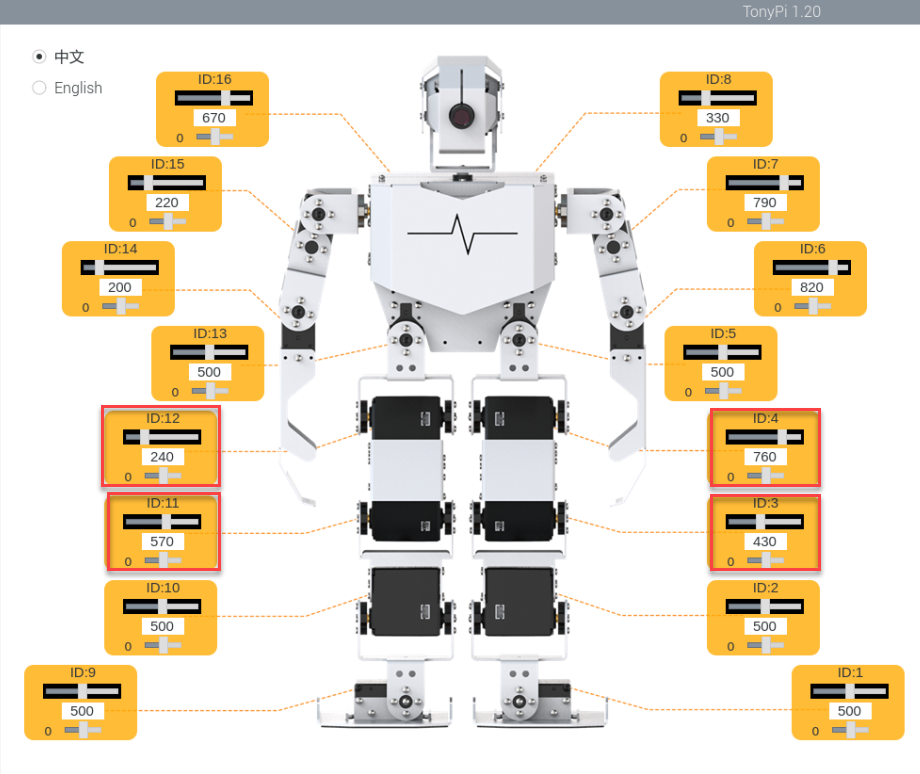 TonyPi 1.20
中文
English
ID:16
670
0
ID:8
330
0
ID:15
220
0
ID:7
790
0
ID:14
200
0
ID:6
820
0
ID:13
500
0
ID:5
500
0
ID:12
240
0
ID:4
760
0
ID:11
570
0
ID:3
430
0
ID:10
500
0
ID:2
500
0
ID:9
500
0
ID:1
500
0